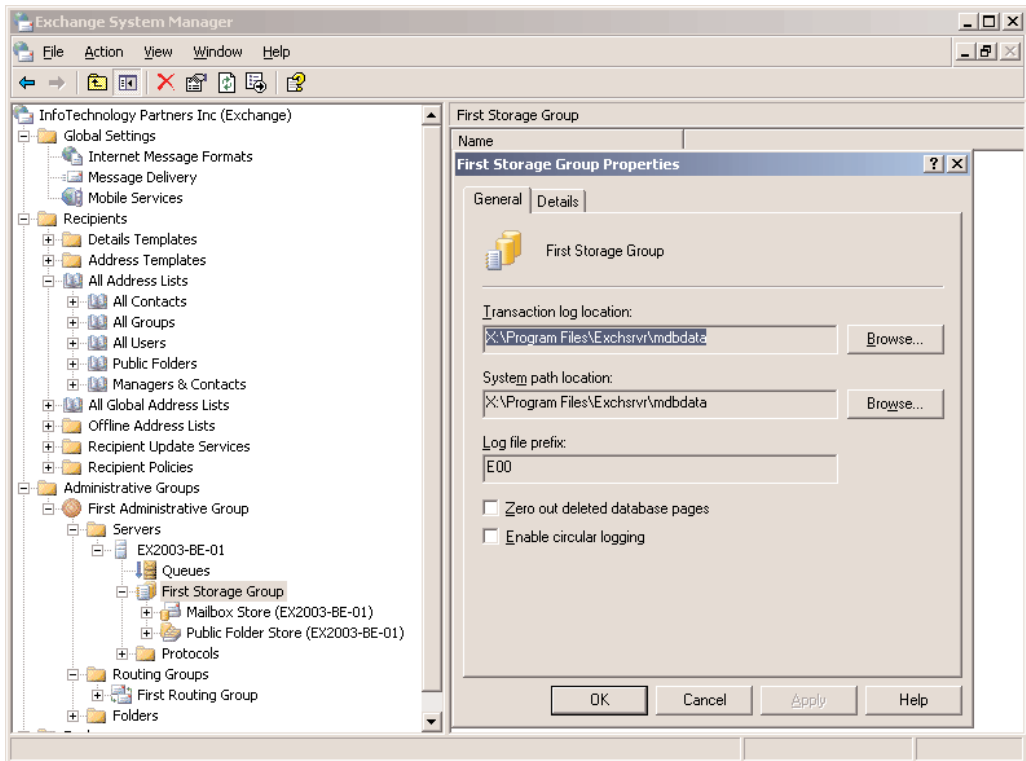 Exchange System Manager
File Action View Window Help
InfoTechnology Partners Inc (Exchange)
Global Settings
Internet Message Formats
Message Delivery
Mobile Services
Recipients
Details Templates
Address Templates
All Address Lists
All Contacts
All Groups
All Users
Public Folders
Managers & Contacts
All Global Address Lists
Offline Address Lists
Recipient Update Services
Recipient Policies
Administrative Groups
First Administrative Group
Servers
EX2003-BE-01
Queues
First Storage Group
Mailbox Store (EX2003-BE-01)
Public Folder Store (EX2003-BE-01)
Protocols
Routing Groups
First Routing Group
Folders
First Storage Group
Name
First Storage Group Properties
General Details
First Storage Group
Transaction log location:
X:\Program Files\Exchsrvr\mdbdata Browse...
System path location:
X:\Program Files\Exchsrvr\mdbdata Browse...
Log file prefix:
E00
Zero out deleted database pages
Enable circular logging
OK Cancel Apply Help